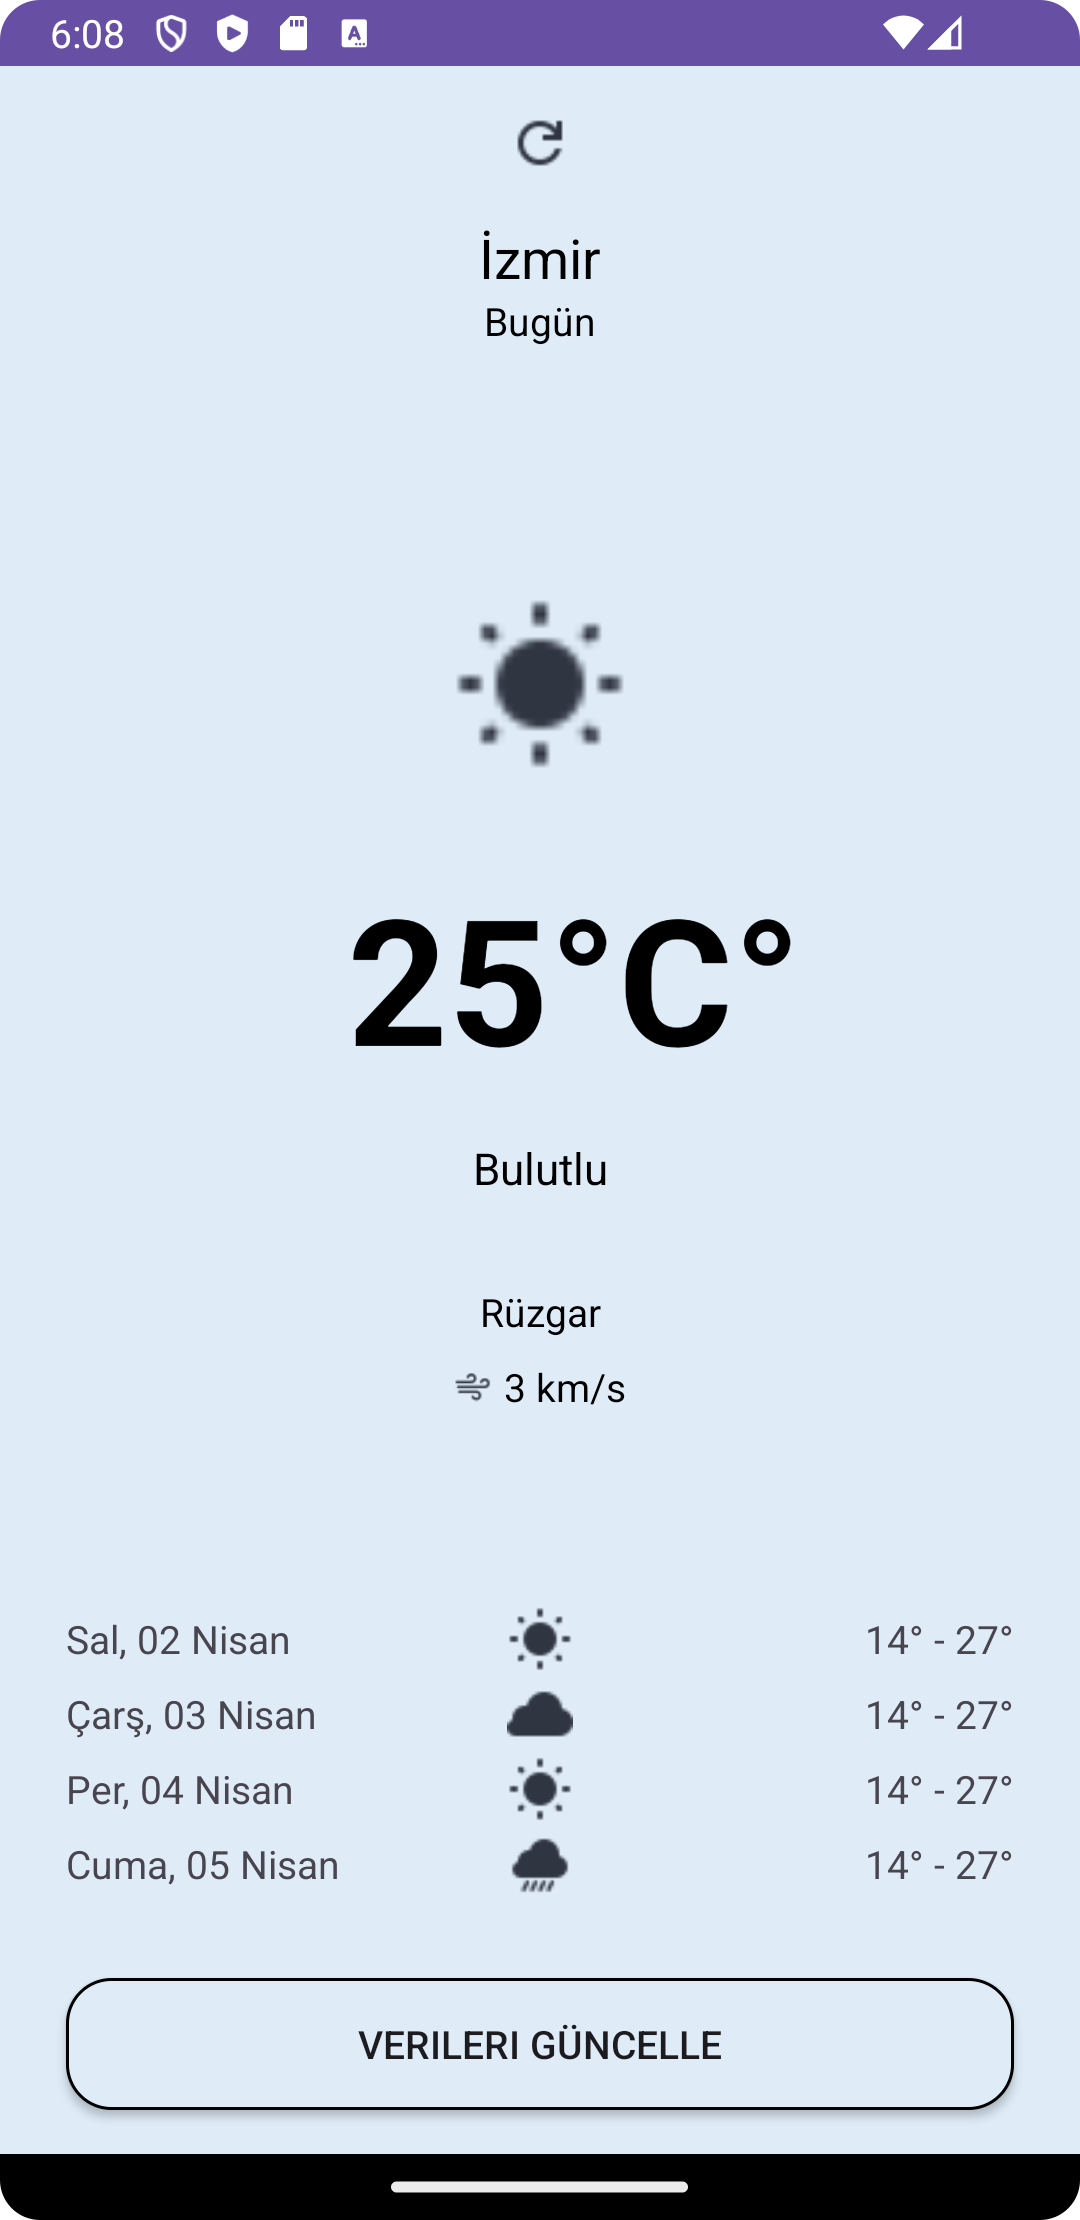 6:08
İzmir
Bugün
25°C°
Bulutlu
Rüzgar
3 km/s
Sal, 02 Nisan 14° - 27°
Çarş, 03 Nisan 14° - 27°
Per, 04 Nisan 14° - 27°
Cuma, 05 Nisan 14° - 27°
VERILERI GÜNCELLE